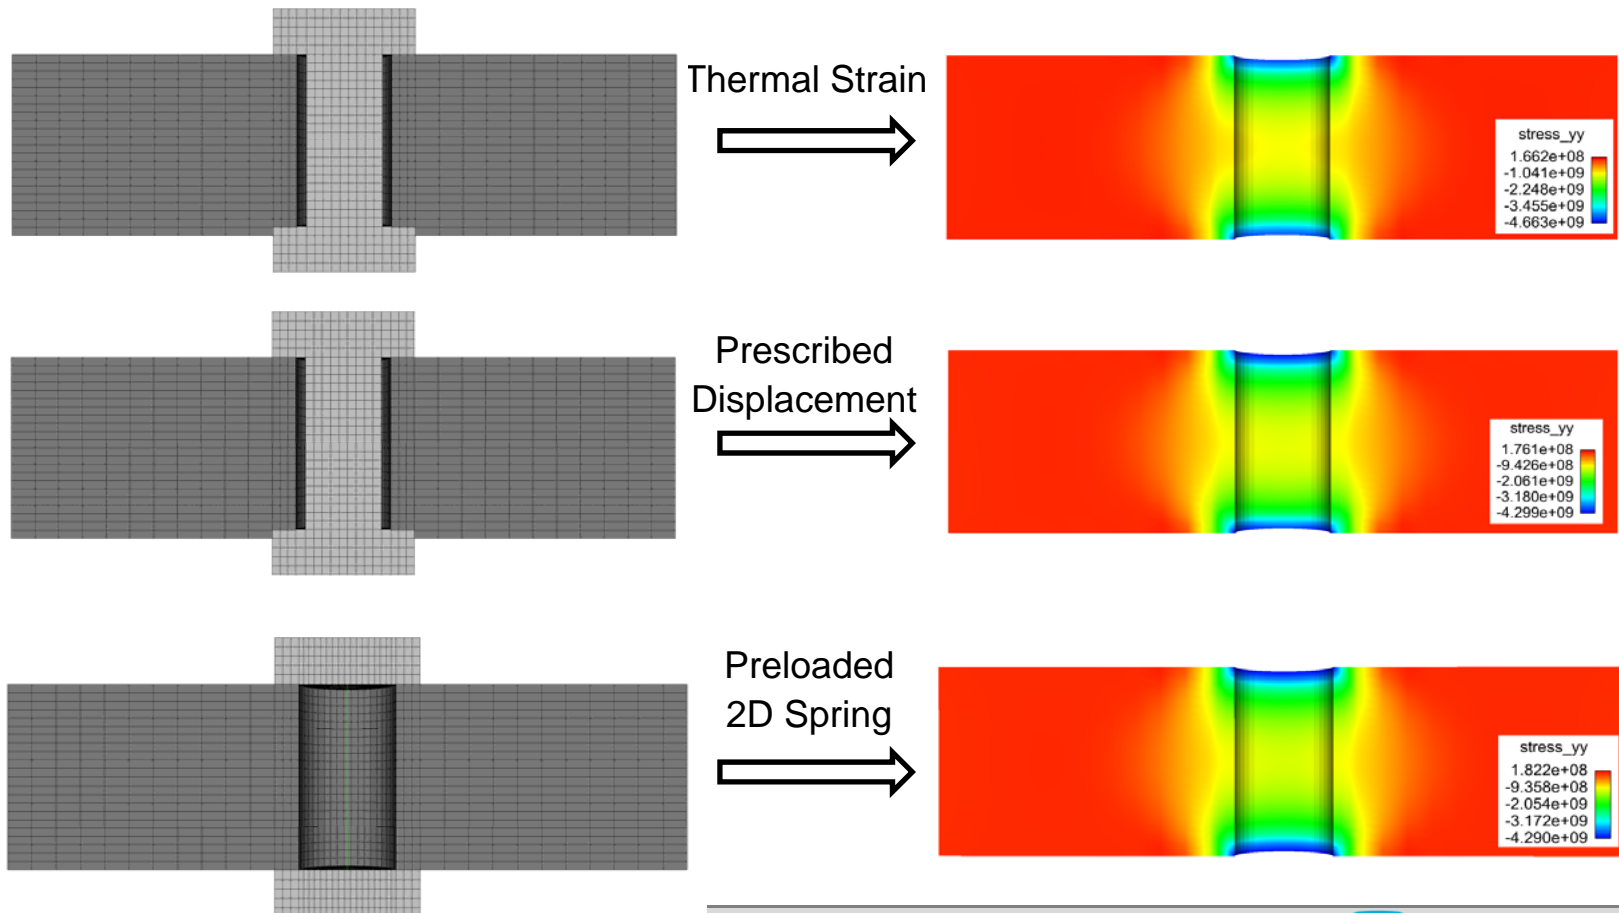 Thermal Strain
stress_yy
1.662e+08
-1.041e+09
-2.248e+09
-3.455e+09
-4.663e+09
Prescribed
Displacement
stress_yy
1.761e+08
-9.426e+08
-2.061e+09
-3.180e+09
-4.299e+09
Preloaded
2D Spring
stress_yy
1.822e+08
-9.358e+08
-2.054e+09
-3.172e+09
-4.290e+09